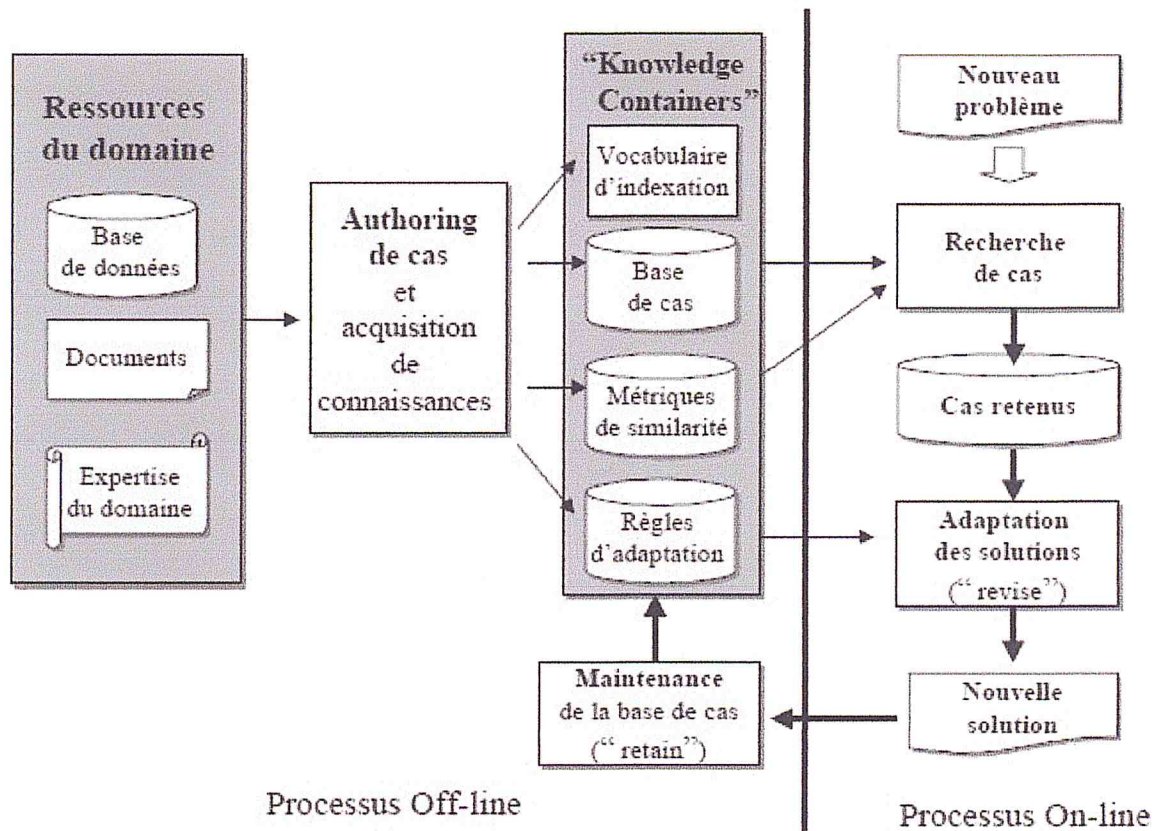 Ressources
du domaine
Base
de données
Documents
Expertise
du domaine
Authoring
de cas
et
acquisition
de
connaissances
“Knowledge
Containers”
Vocabulaire
d’indexation
Base
de cas
Métriques
de similarité
Règles
d’adaptation
Maintenance
de la base de cas
(“ retain”)
Processus Off-line
Nouveau
problème
Recherche
de cas
Cas retenus
Adaptation
des solutions
(“ revise”)
Nouvelle
solution
Processus On-line